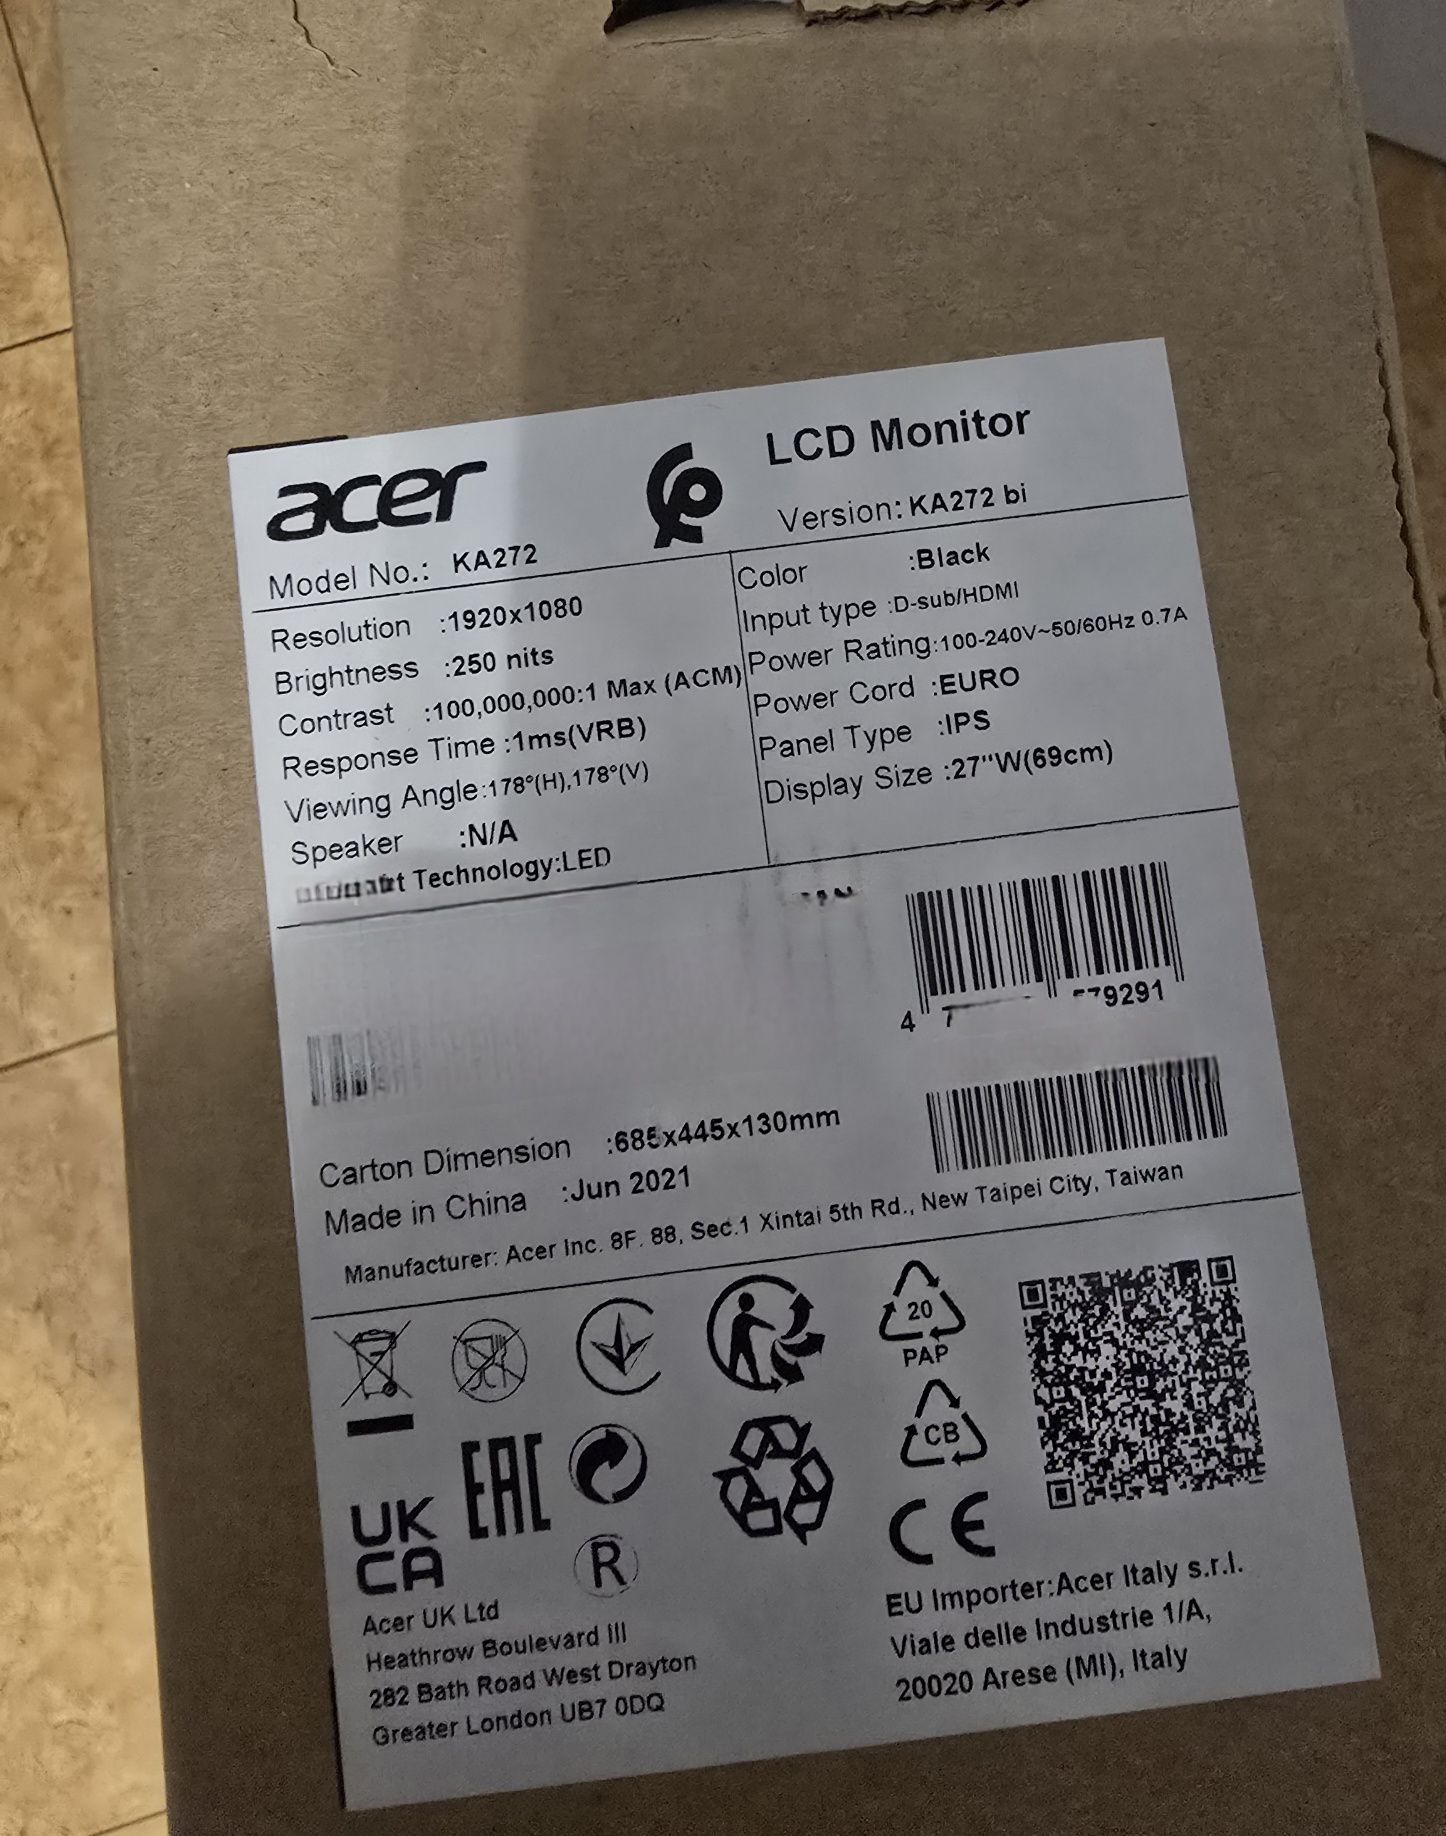 acer
LCD Monitor
Version: KA272 bi
Model No.: KA272
Resolution :1920x1080
Brightness :250 nits
Contrast :100,000,000:1 Max (ACM)
Response Time :1ms(VRB)
Viewing Angle:178°(H),178°(V)
Speaker :N/A
Technology:LED
Color :Black
Input type :D-sub/HDMI
Power Rating:100-240V~50/60Hz 0.7A
Power Cord :EURO
Panel Type :IPS
Display Size :27"W(69cm)
4 7 579291
Carton Dimension :685x445x130mm
Made in China :Jun 2021
Manufacturer: Acer Inc. 8F. 88, Sec.1 Xintai 5th Rd., New Taipei City, Taiwan
20
PAP
CB
EAC
UK
CA
R
CE
Acer UK Ltd
Heathrow Boulevard III
282 Bath Road West Drayton
Greater London UB7 0DQ
EU Importer:Acer Italy s.r.l.
Viale delle Industrie 1/A,
20020 Arese (MI), Italy